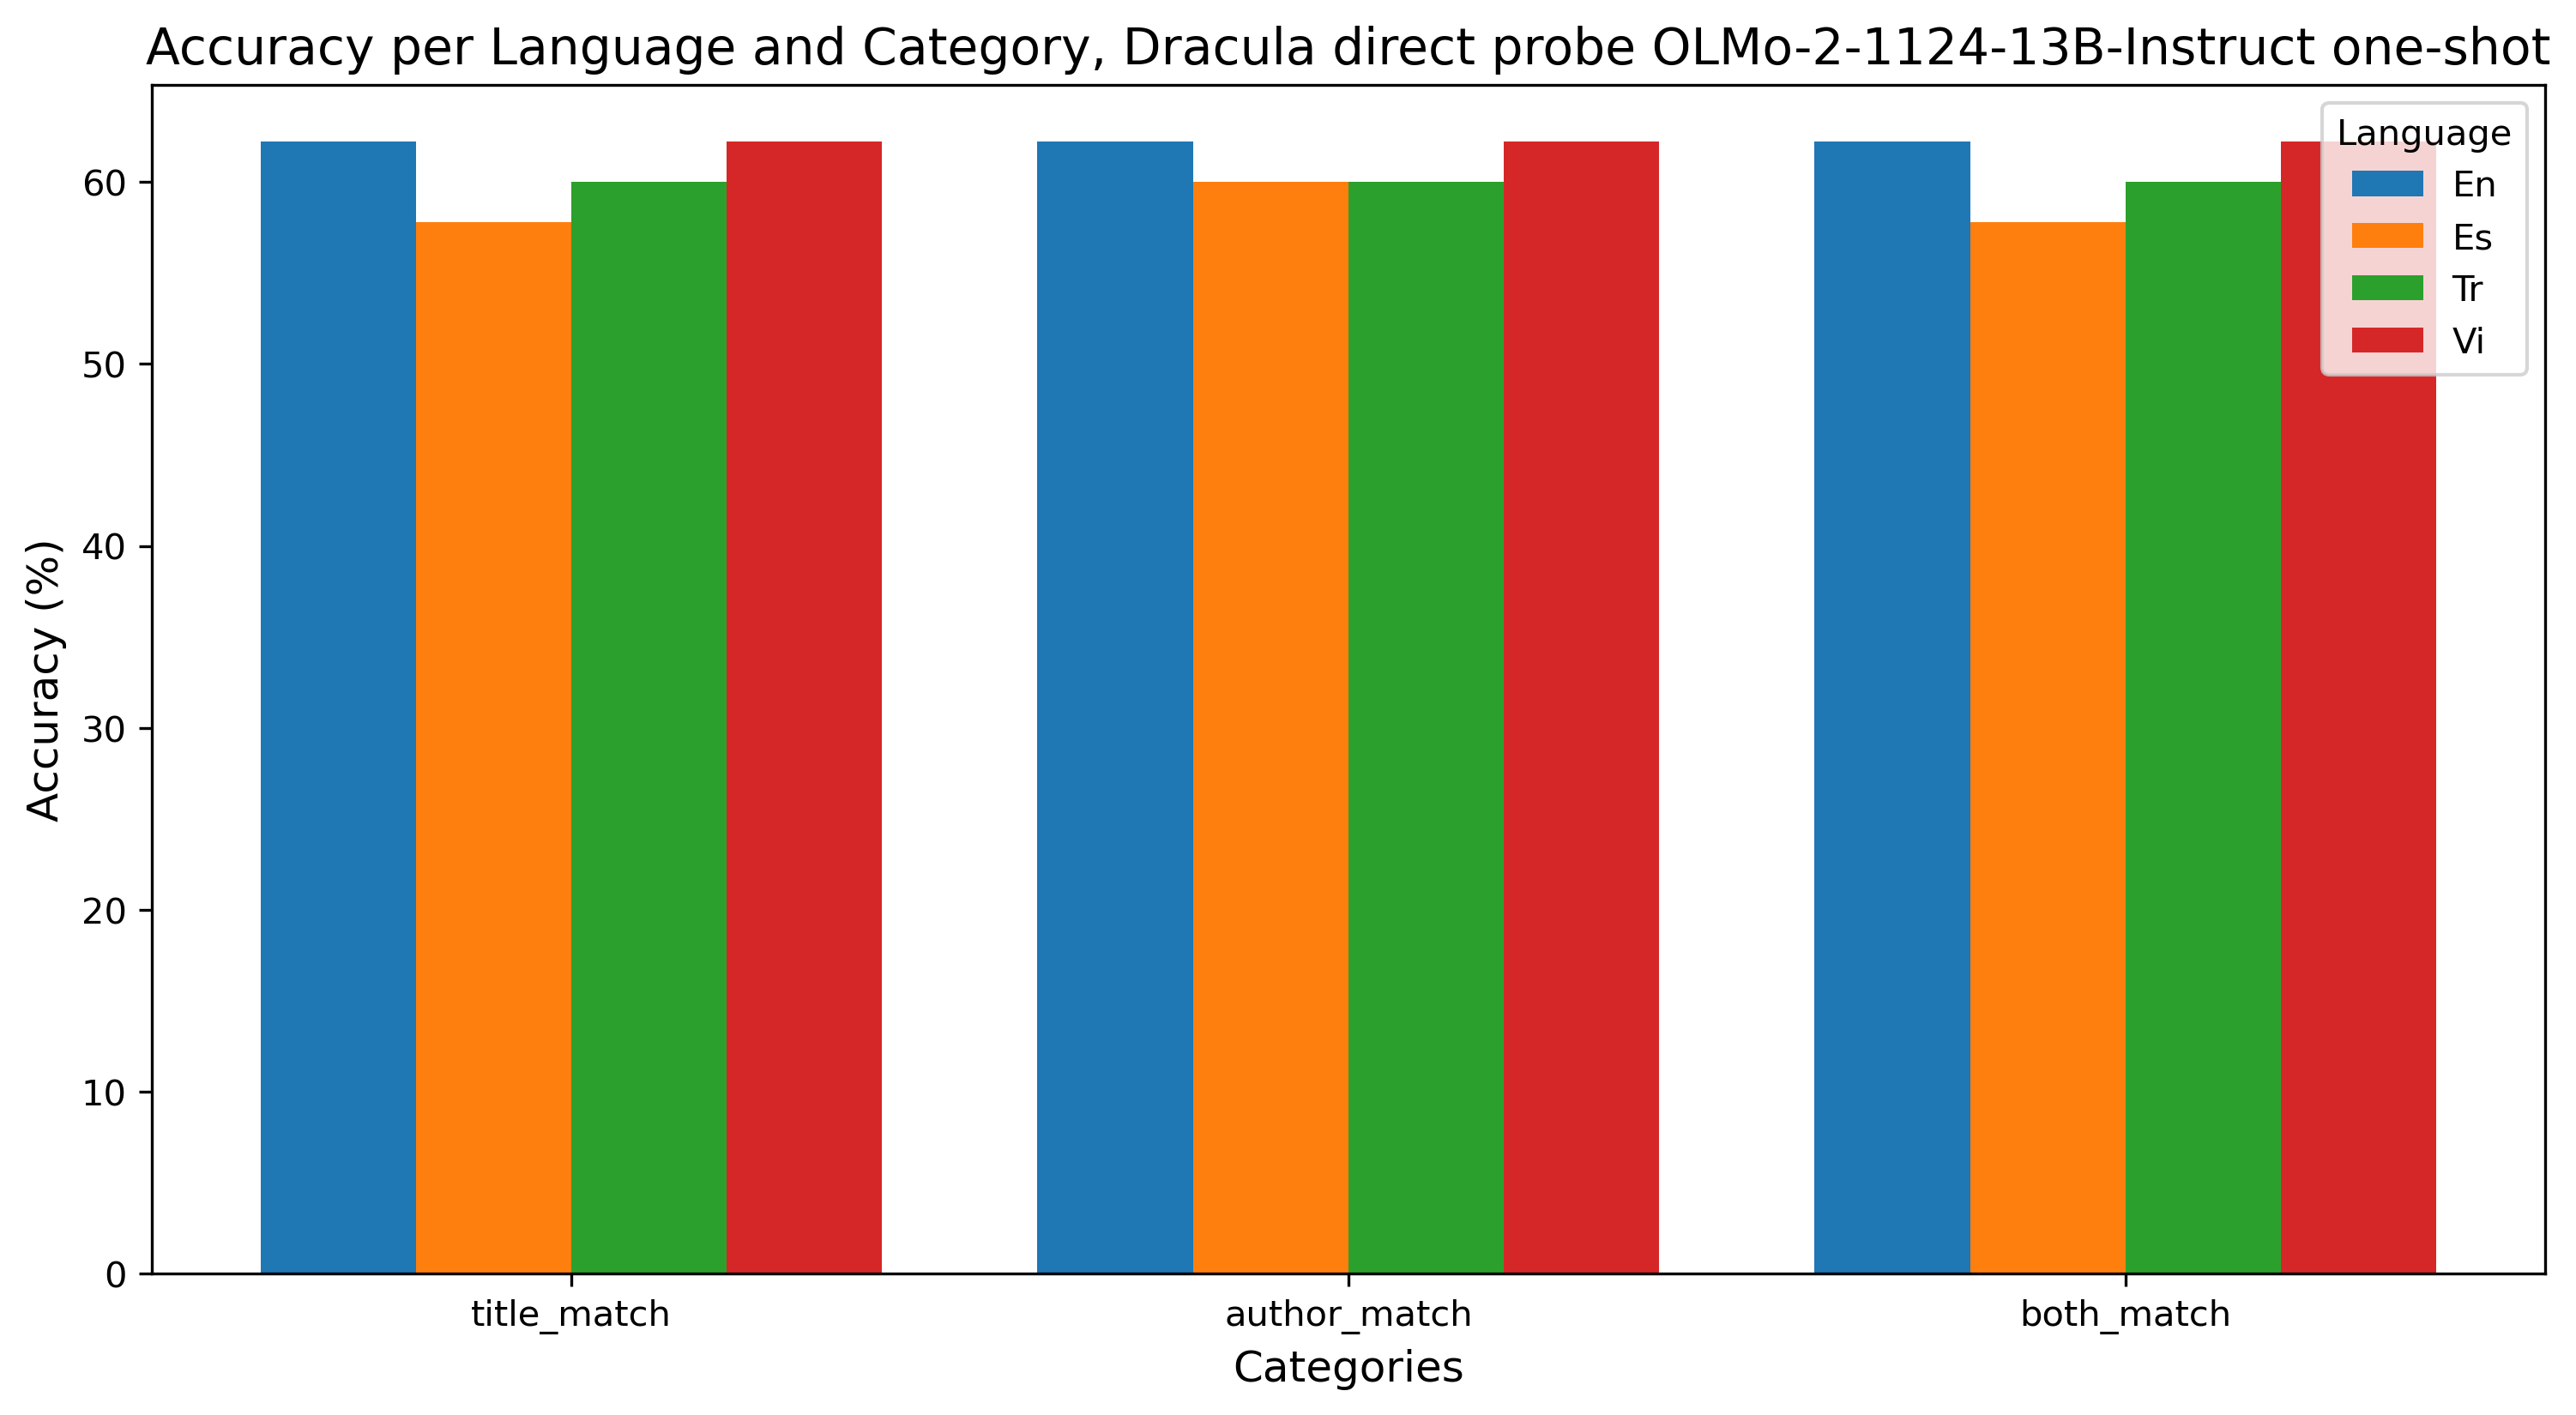 Accuracy per Language and Category, Dracula direct probe OLMo-2-1124-13B-Instruct one-shot
Language
En
Es
Tr
Vi
Accuracy (%)
60
50
40
30
20
10
0
title_match author_match both_match
Categories